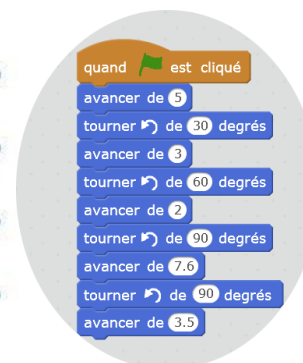 quand est cliqué
avancer de 5
tourner de 30 degrés
avancer de 3
tourner de 60 degrés
avancer de 2
tourner de 90 degrés
avancer de 7.6
tourner de 90 degrés
avancer de 3.5